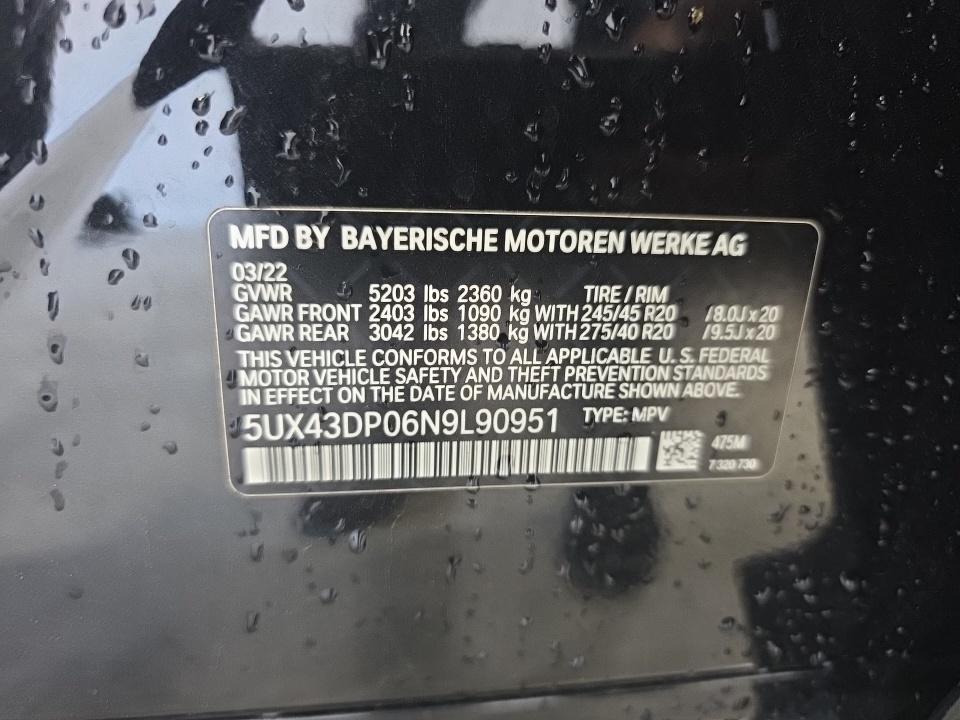 MFD BY BAYERISCHE MOTOREN WERKE AG
03/22
GVWR 5203 lbs 2360 kg TIRE / RIM
GAWR FRONT 2403 lbs 1090 kg WITH 245/45 R20 / 8.0J x 20
GAWR REAR 3042 lbs 1380 kg WITH 275/40 R20 / 9.5J x 20
THIS VEHICLE CONFORMS TO ALL APPLICABLE U. S. FEDERAL
MOTOR VEHICLE SAFETY AND THEFT PREVENTION STANDARDS
IN EFFECT ON THE DATE OF MANUFACTURE SHOWN ABOVE.
5UX43DP06N9L90951 TYPE: MPV
475M
7 320 730